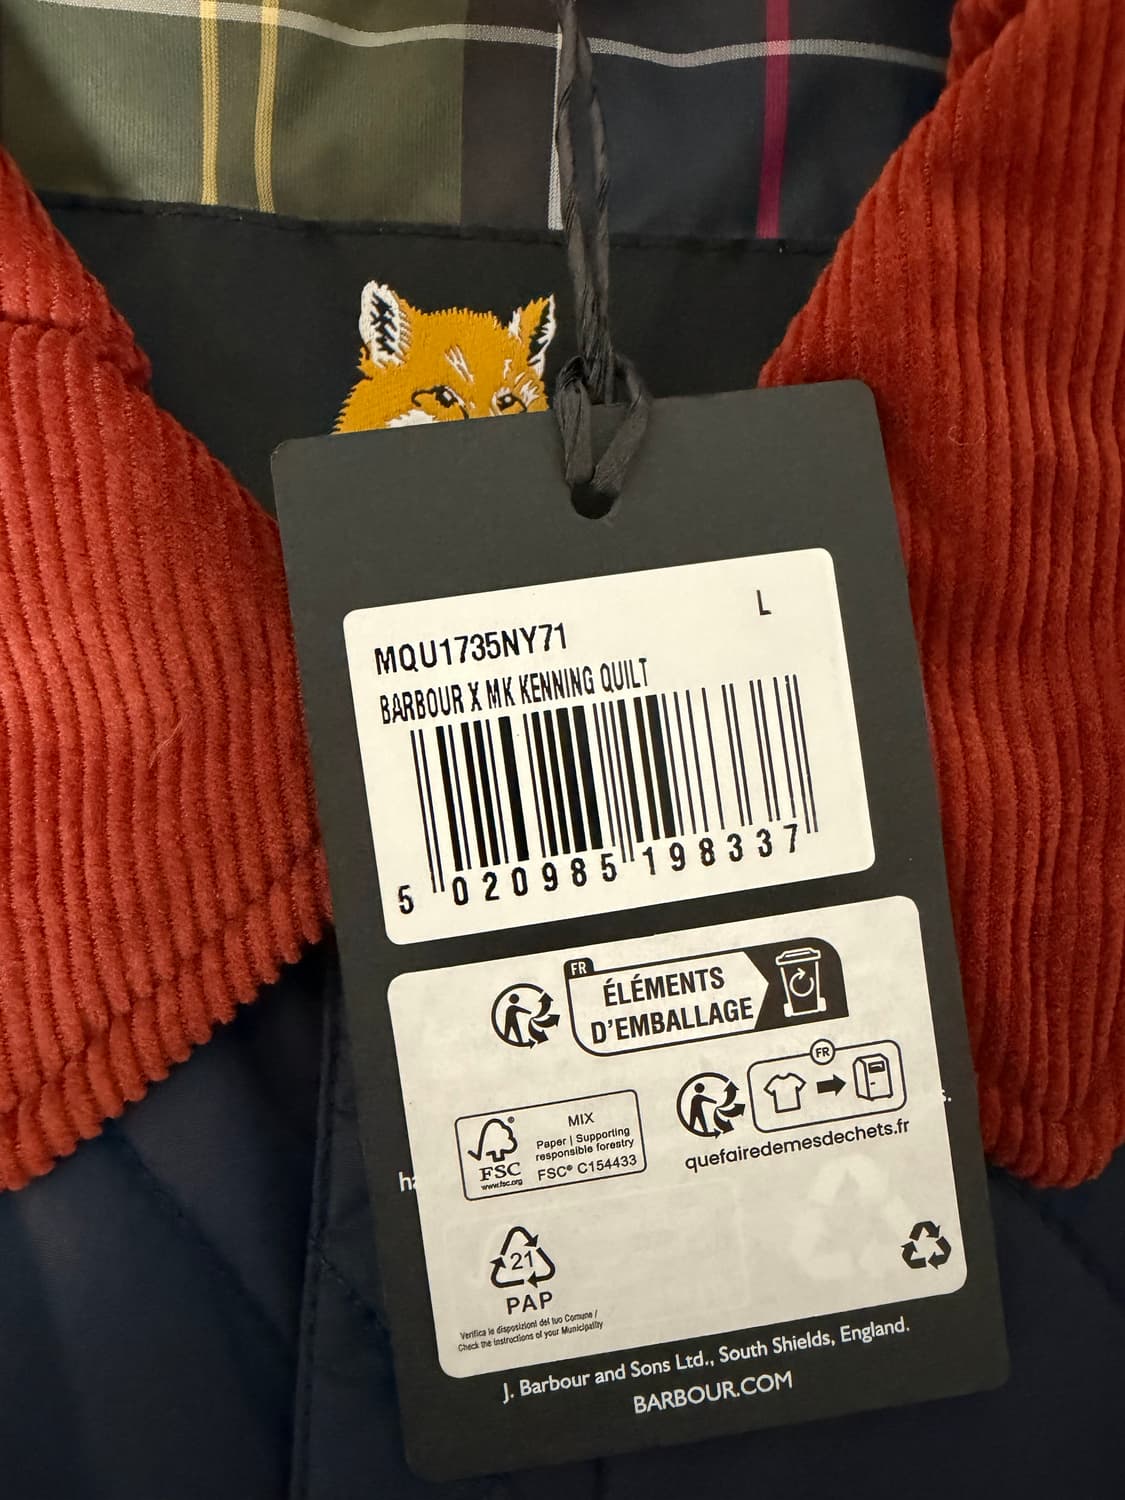 L
MQU1735NY71
BARBOUR X MK KENNING QUILT
5 020985 198337
FR
ÉLÉMENTS
D'EMBALLAGE
FR
quefairedemesdechets.fr
MIX
Paper | Supporting
responsible forestry
FSC® C154433
FSC
www.fsc.org
21
PAP
Verifica le disposizioni del tuo Comune /
Check the instructions of your Municipality
J. Barbour and Sons Ltd., South Shields, England.
BARBOUR.COM